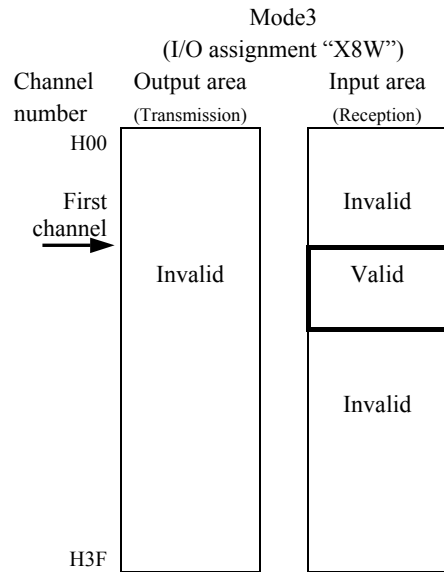 Mode3
(I/O assignment “X8W”)
Channel number
Output area
(Transmission)
Input area
(Reception)
H00
First channel
Invalid
Invalid
Valid
Invalid
H3F